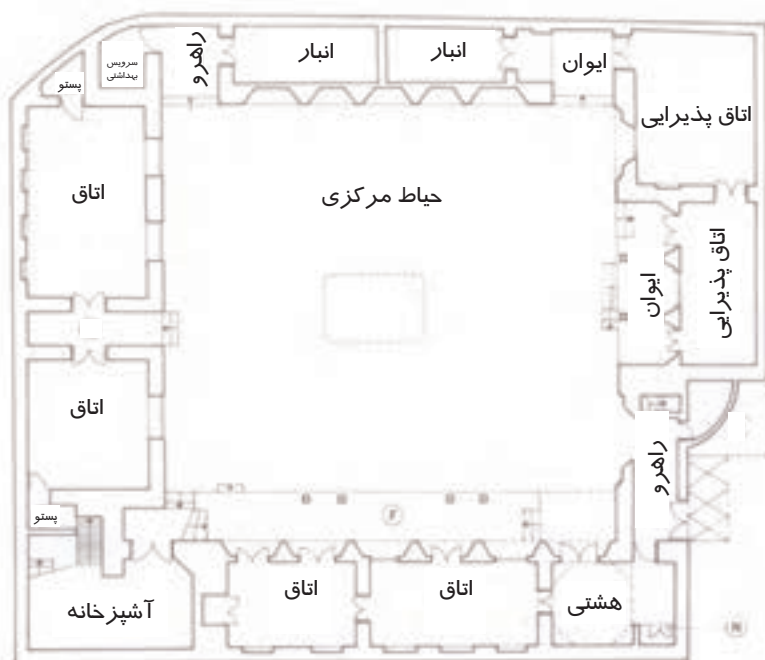 انبار
انبار
راهرو
ایوان
سرویس
بهداشتی
پستو
اتاق پذیرایی
اتاق
حیاط مرکزی
اتاق پذیرایی
ایوان
اتاق
راهرو
پستو
F
اتاق
اتاق
هشتی
آشپزخانه
N